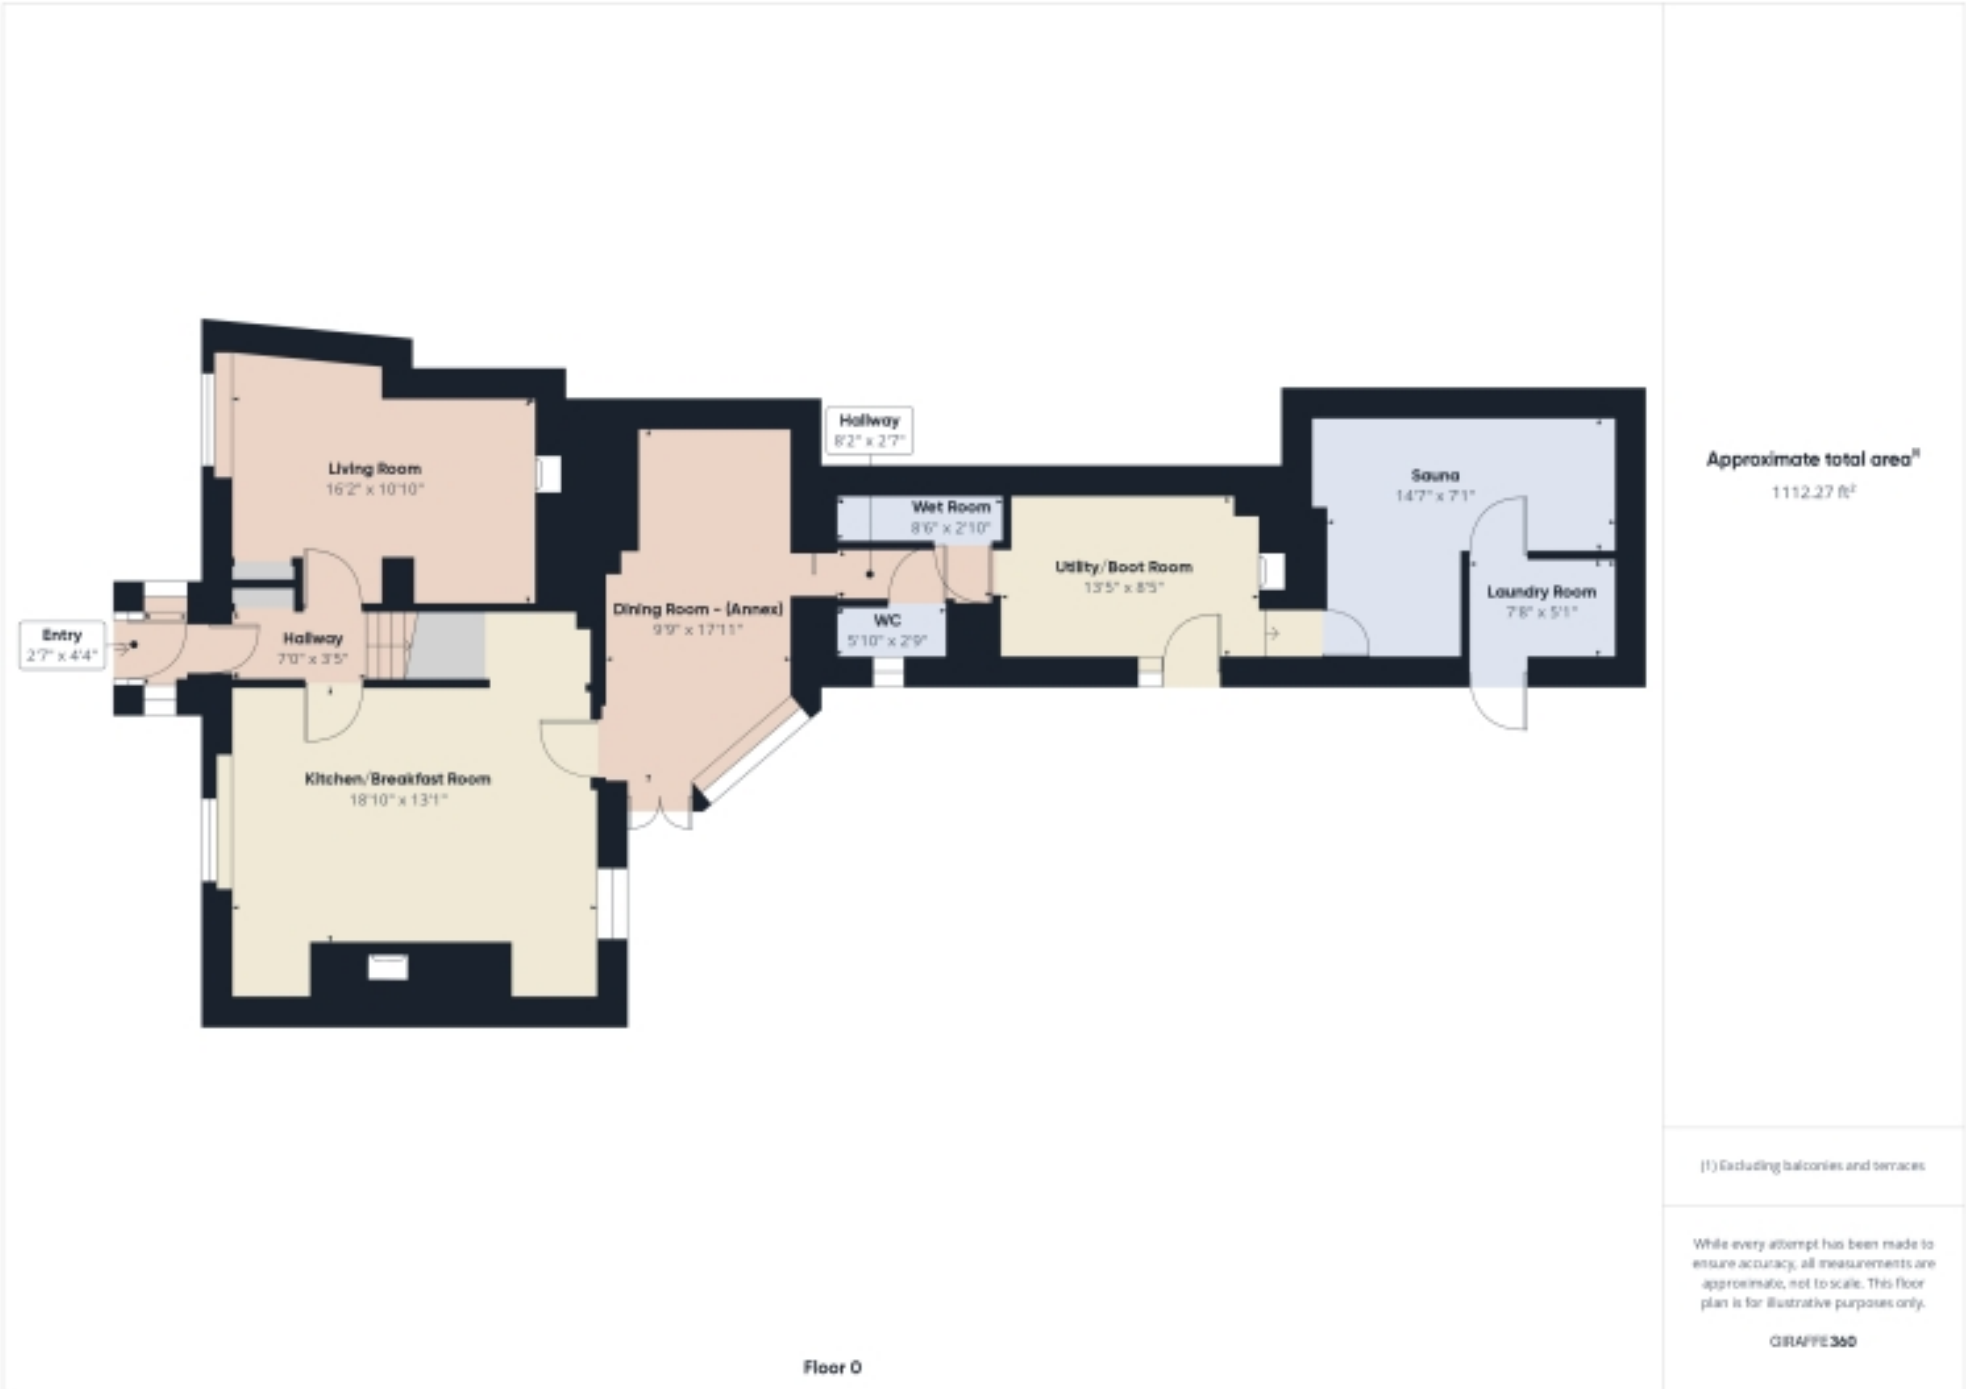 Living Room
16'2" x 10'10"
Hallway
8'2" x 2'7"
Wet Room
8'6" x 2'10"
Sauna
14'7" x 7'1"
Utility/Boot Room
13'5" x 8'5"
Laundry Room
7'8" x 5'1"
Dining Room - (Annex)
9'9" x 17'11"
WC
5'10" x 2'9"
Entry
2'7" x 4'4"
Hallway
7'0" x 3'5"
Kitchen/Breakfast Room
18'10" x 13'1"
Floor 0
Approximate total area⁽¹⁾
1112.27 ft²
(1) Excluding balconies and terraces
While every attempt has been made to
ensure accuracy, all measurements are
approximate, not to scale. This floor
plan is for illustrative purposes only.
GIRAFFE360